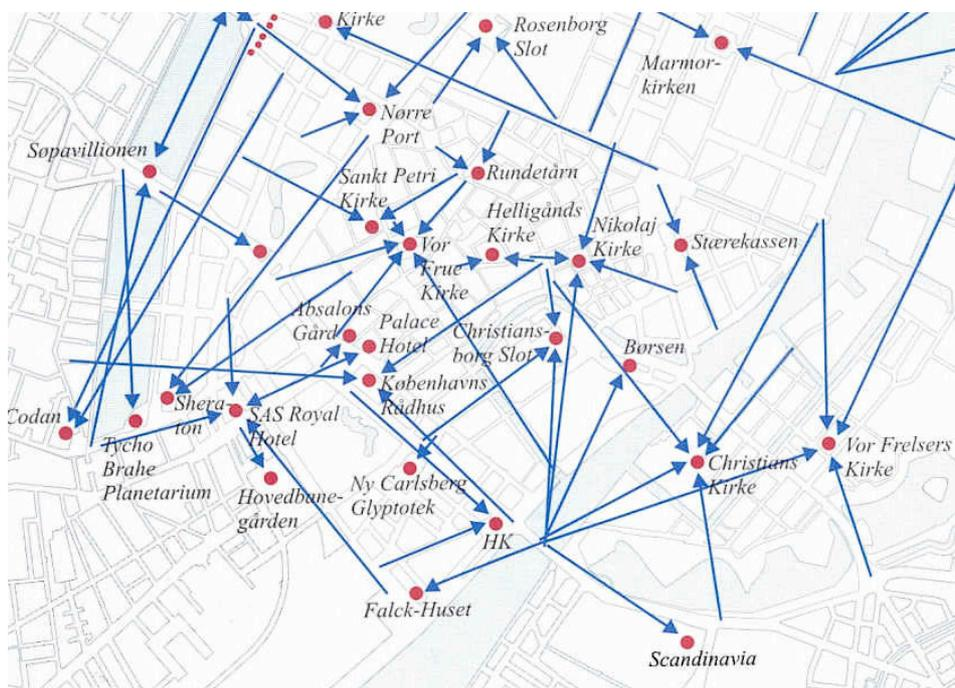 Kirke
Rosenborg
Slot
Marmor-
kirken
Nørre
Port
Søpavillionen
Rundetårn
Sankt Petri
Kirke
Helligånds
Kirke
Nikolaj
Kirke
Stærekassen
Vor
Frue
Kirke
Absalons
Gård
Palace
Hotel
Christians-
borg Slot
Børsen
Københavns
Rådhus
Shera-
ton
SAS Royal
Hotel
Codan
Tycho
Brahe
Planetarium
Hovedbane-
gården
Ny Carlsberg
Glyptotek
Christians
Kirke
Vor Frelsers
Kirke
HK
Falck-Huset
Scandinavia